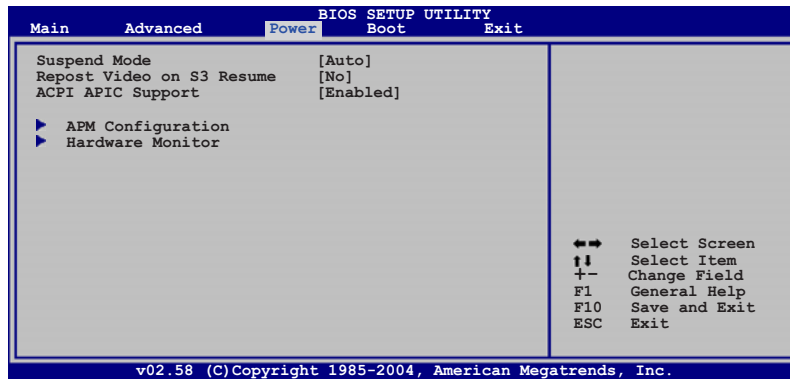 BIOS SETUP UTILITY
Main Advanced Power Boot Exit
Suspend Mode [Auto]
Repost Video on S3 Resume [No]
ACPI APIC Support [Enabled]
APM Configuration
Hardware Monitor
Select Screen
Select Item
+- Change Field
F1 General Help
F10 Save and Exit
ESC Exit
v02.58 (C)Copyright 1985-2004, American Megatrends, Inc.